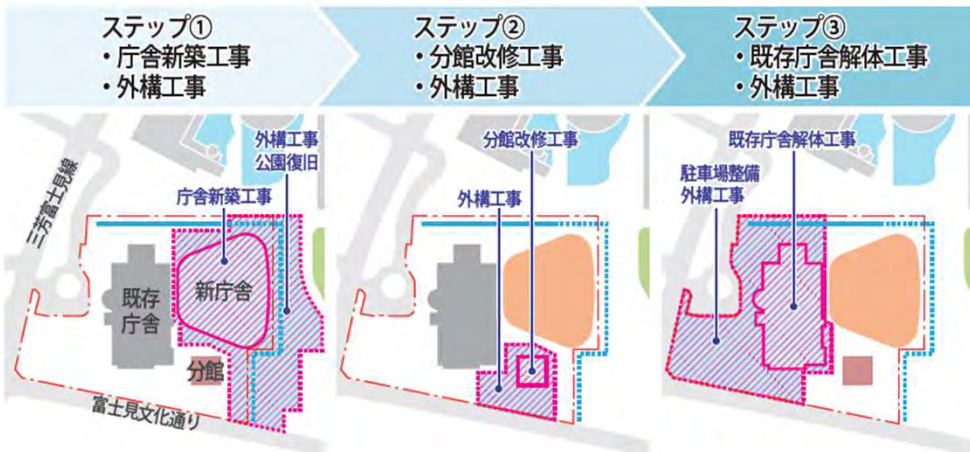 ステップ①
・庁舎新築工事
・外構工事
ステップ②
・分館改修工事
・外構工事
ステップ③
・既存庁舎解体工事
・外構工事
外構工事
公園復旧
庁舎新築工事
三芳富士見線
既存
庁舎
新庁舎
分館
富士見文化通り
分館改修工事
外構工事
既存庁舎解体工事
駐車場整備
外構工事